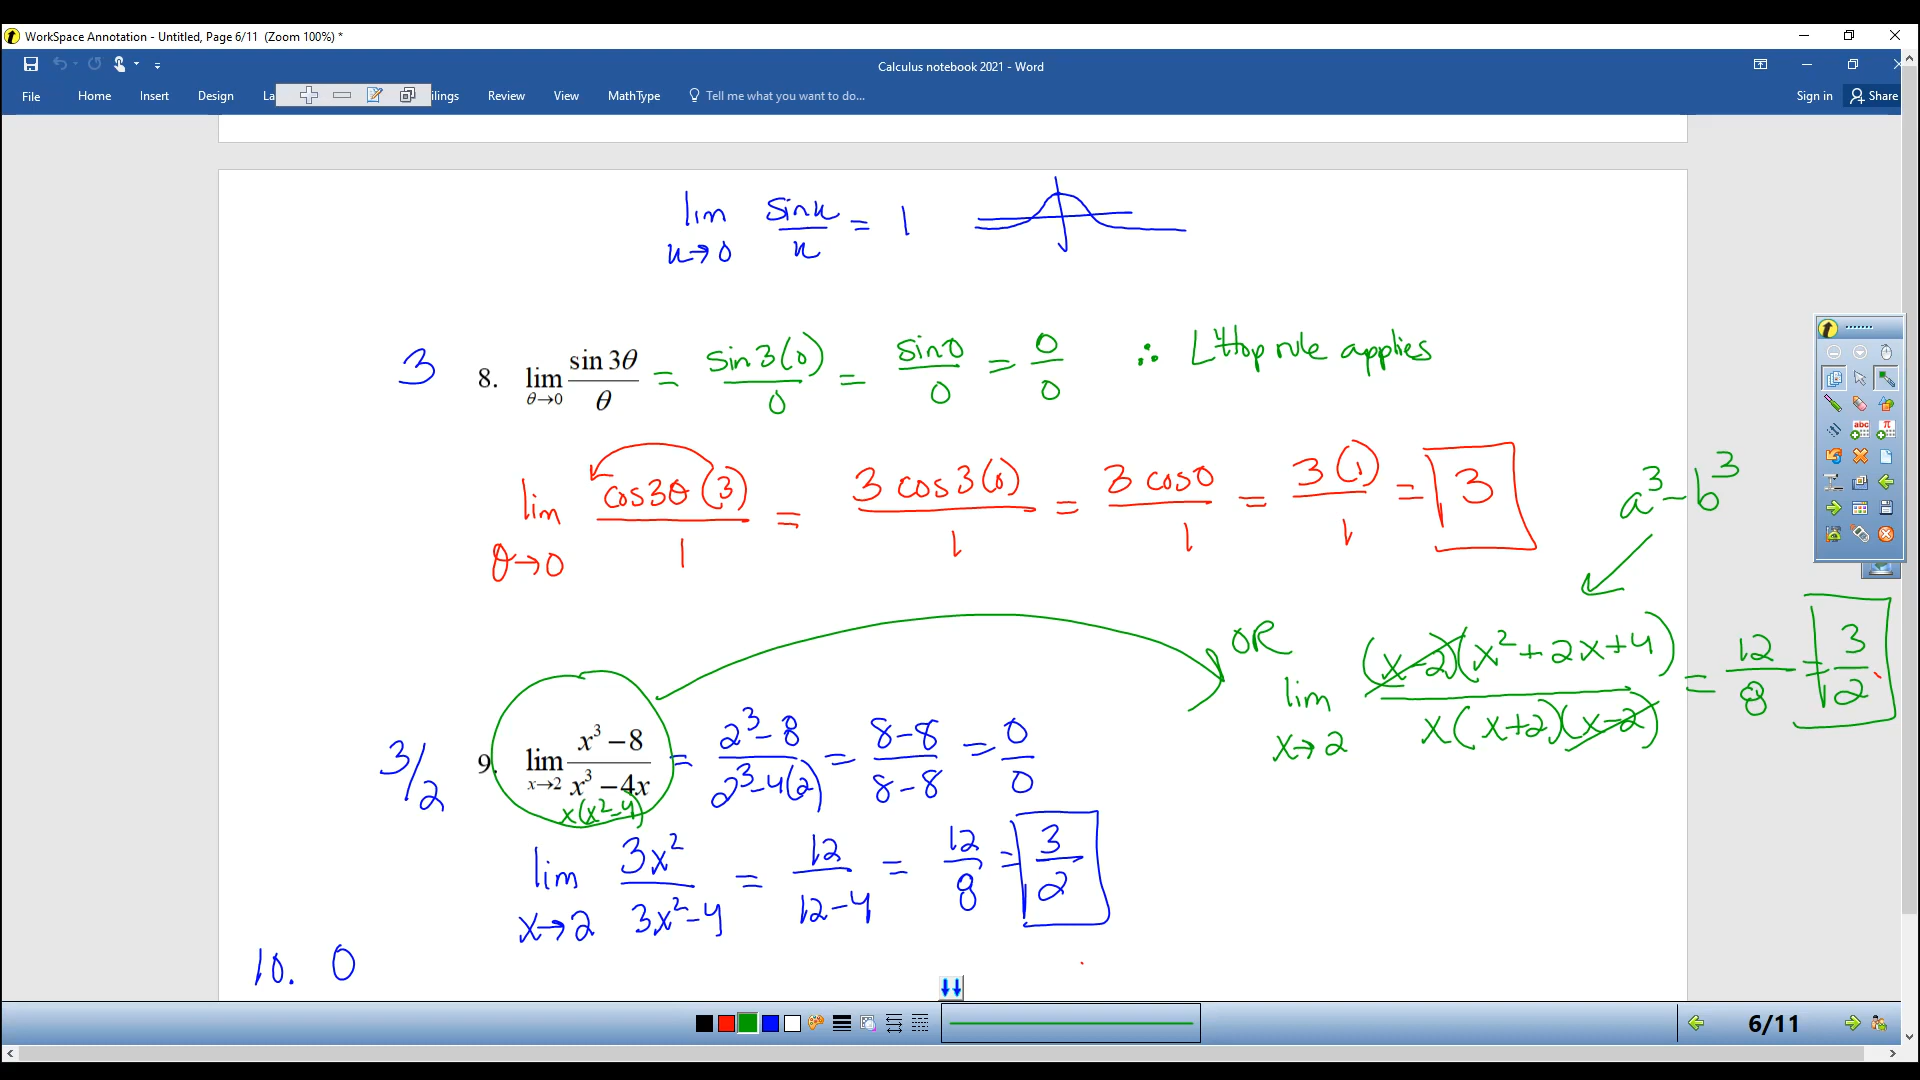 WorkSpace Annotation - Untitled, Page 6/11 (Zoom 100%) *
Calculus notebook 2021 - Word
File Home Insert Design La ilings Review View MathType Tell me what you want to do... Sign in Share
lim x→0 sin x / x = 1
3 8. lim θ→0 sin 3θ / θ = sin 3(0) / 0 = sin 0 / 0 = 0/0 ∴ L'Hop rule applies
lim θ→0 cos3θ (3) / 1 = 3 cos 3(0) / 1 = 3 cos 0 / 1 = 3 (1) / 1 = 3
a³ - b³
OR lim x→2 (x-2)(x²+2x+4) / x(x+2)(x-2) = 12/8 = 3/2
3/2 9. lim x→2 x³ - 8 / x³ - 4x = 2³-8 / 2³-4(2) = 8-8 / 8-8 = 0/0
x(x²-4)
lim x→2 3x² / 3x²-4 = 12 / 12-4 = 12/8 = 3/2
10. 0
6/11